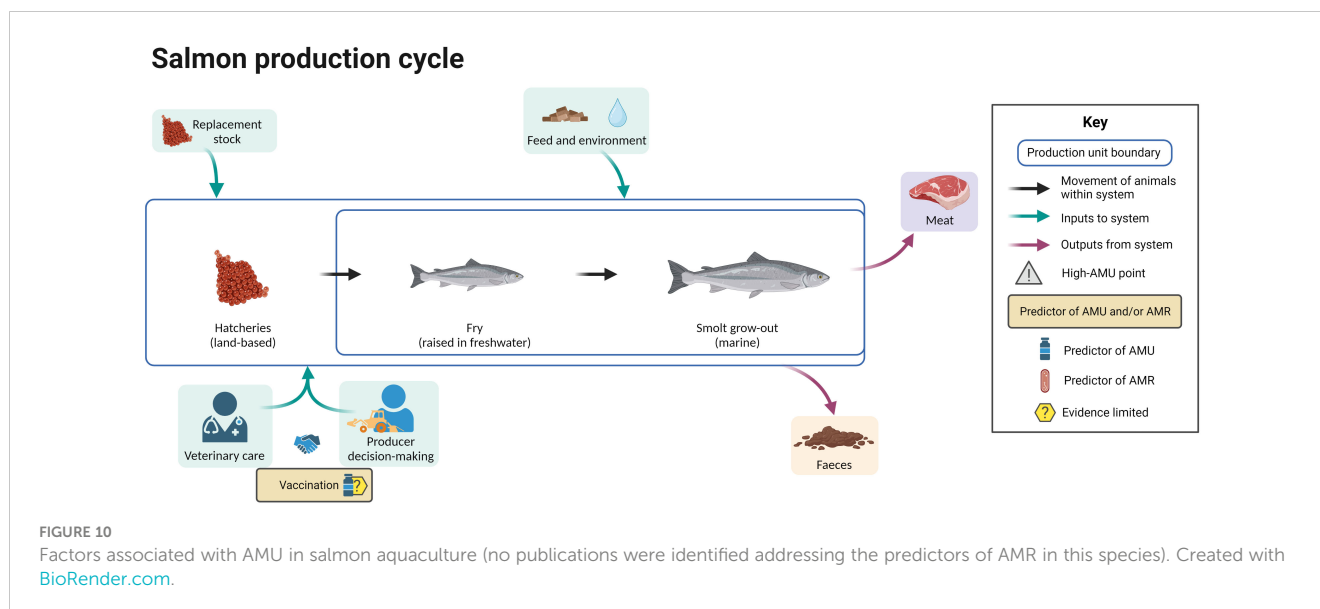 Salmon production cycle
Replacement
stock
Feed and environment
Meat
Hatcheries
(land-based)
Fry
(raised in freshwater)
Smolt grow-out
(marine)
Veterinary care
Producer
decision-making
Vaccination
?
Faeces
Key
Production unit boundary
Movement of animals
within system
Inputs to system
Outputs from system
!
High-AMU point
Predictor of AMU and/or AMR
Predictor of AMU
Predictor of AMR
?
Evidence limited
FIGURE 10
Factors associated with AMU in salmon aquaculture (no publications were identified addressing the predictors of AMR in this species). Created with
BioRender.com.